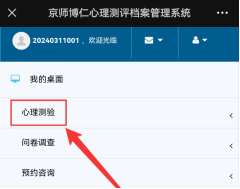 京师博仁心理测评档案管理系统
20240311001 , 欢迎光临
我的桌面
心理测验
问卷调查
预约咨询